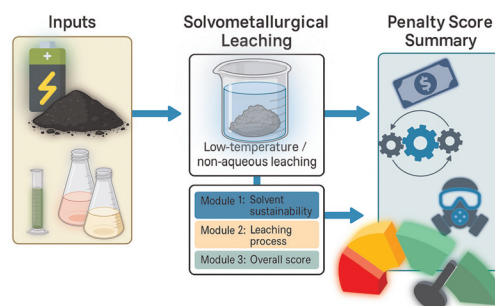 Inputs
Solvometallurgical
Leaching
Penalty Score
Summary
Low-temperature /
non-aqueous leaching
Module 1: Solvent
sustainability
Module 2: Leaching
process
Module 3: Overall score
+
$